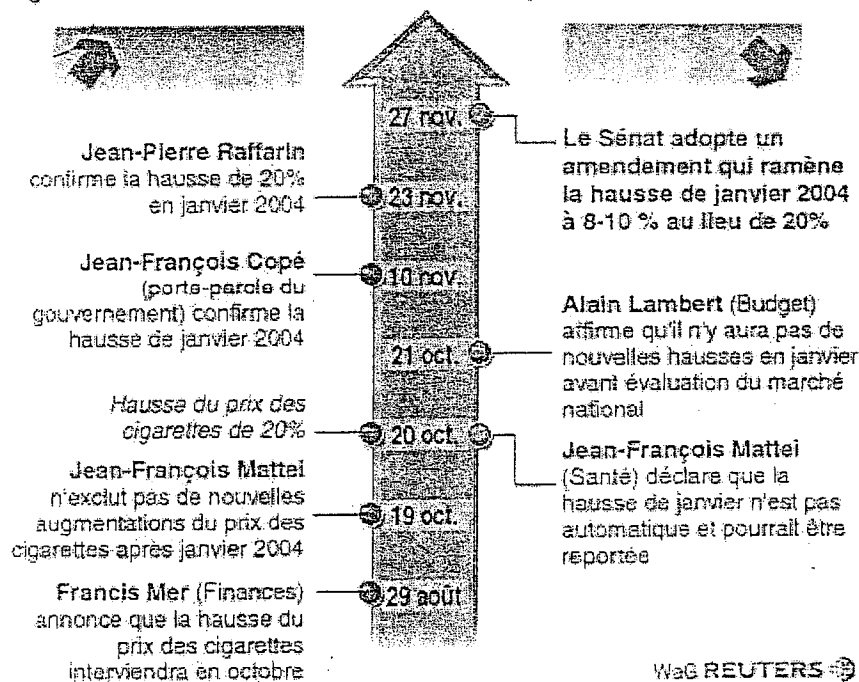 27 nov.
Le Sénat adopte un
amendement qui ramène
la hausse de janvier 2004
à 8-10 % au lieu de 20%
Jean-Pierre Raffarin
confirme la hausse de 20%
en janvier 2004
23 nov.
Jean-François Copé
(porte-parole du
gouvernement) confirme la
hausse de janvier 2004
10 nov.
21 oct.
Alain Lambert (Budget)
affirme qu'il n'y aura pas de
nouvelles hausses en janvier
avant évaluation du marché
national
Hausse du prix des
cigarettes de 20%
20 oct.
Jean-François Mattei
(Santé) déclare que la
hausse de janvier n'est pas
automatique et pourrait être
reportée
Jean-François Mattei
n'exclut pas de nouvelles
augmentations du prix des
cigarettes après janvier 2004
19 oct.
Francis Mer (Finances)
annonce que la hausse du
prix des cigarettes
interviendra en octobre
29 août
WaG REUTERS